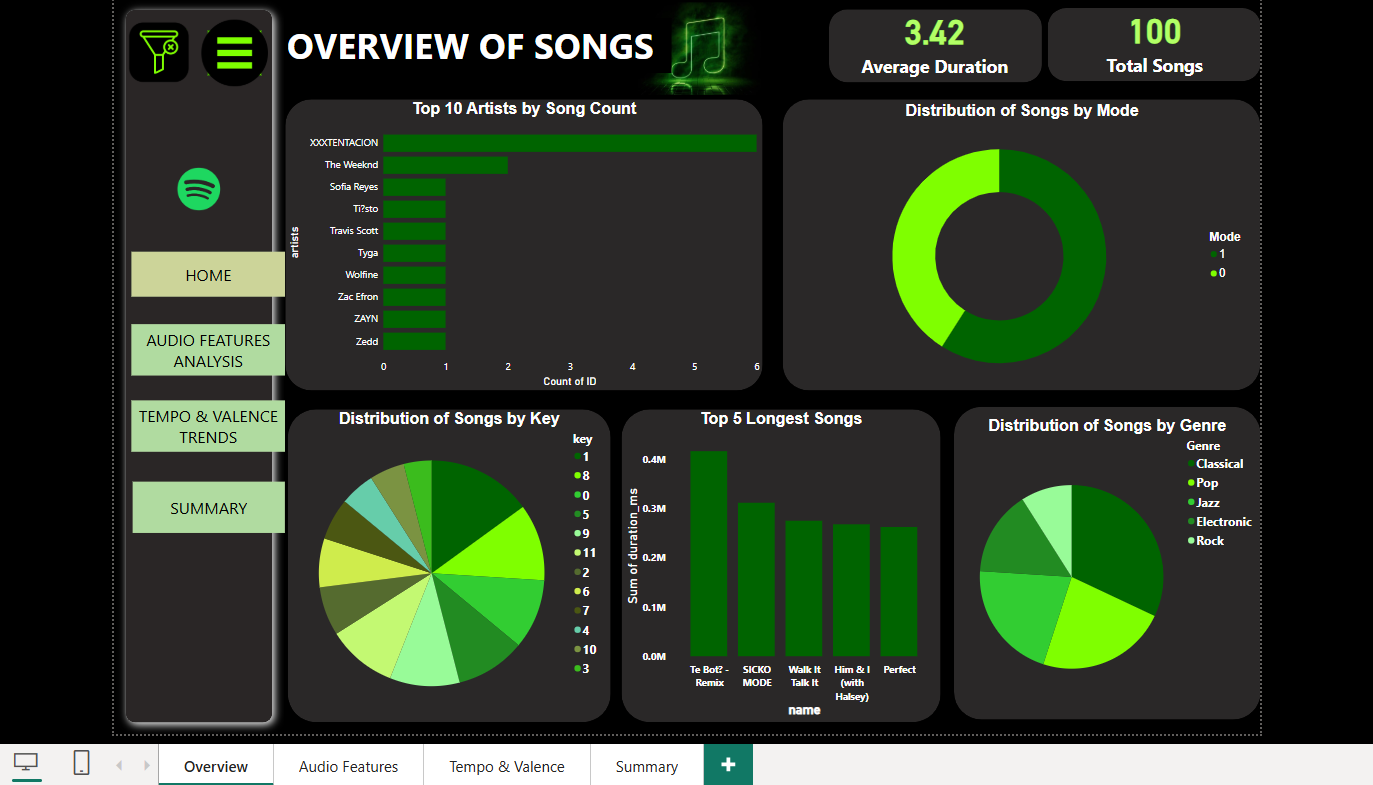 OVERVIEW OF SONGS
3.42
Average Duration
100
Total Songs
HOME
AUDIO FEATURES
ANALYSIS
TEMPO & VALENCE
TRENDS
SUMMARY
Top 10 Artists by Song Count
artists
XXXTENTACION
The Weeknd
Sofia Reyes
Ti?sto
Travis Scott
Tyga
Wolfine
Zac Efron
ZAYN
Zedd
0 1 2 3 4 5 6
Count of ID
Distribution of Songs by Mode
Mode
1
0
Distribution of Songs by Key
key
1
8
0
5
9
11
2
6
7
4
10
3
Top 5 Longest Songs
Sum of duration_ms
0.4M
0.3M
0.2M
0.1M
0.0M
Te Bot? -
Remix
SICKO
MODE
Walk It
Talk It
Him & I
(with
Halsey)
Perfect
name
Distribution of Songs by Genre
Genre
Classical
Pop
Jazz
Electronic
Rock
Overview
Audio Features
Tempo & Valence
Summary
+